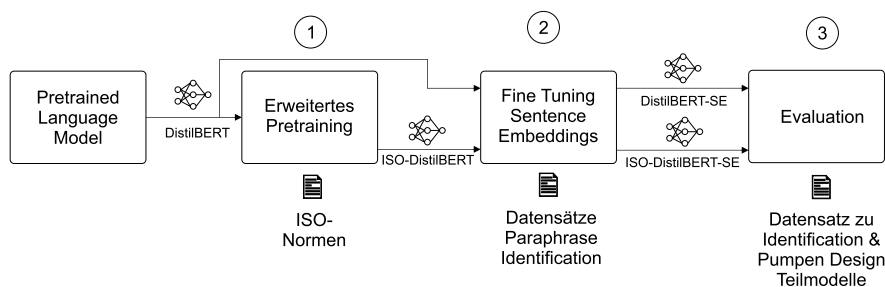 1
2
3
Pretrained
Language
Model
DistilBERT
Erweitertes
Pretraining
ISO-DistilBERT
Fine Tuning
Sentence
Embeddings
DistilBERT-SE
ISO-DistilBERT-SE
Evaluation
ISO-
Normen
Datensätze
Paraphrase
Identification
Datensatz zu
Identification &
Pumpen Design
Teilmodelle